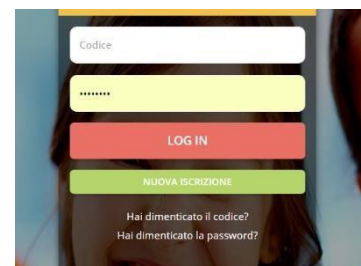 Codice
••••••••
LOG IN
NUOVA ISCRIZIONE
Hai dimenticato il codice?
Hai dimenticato la password?